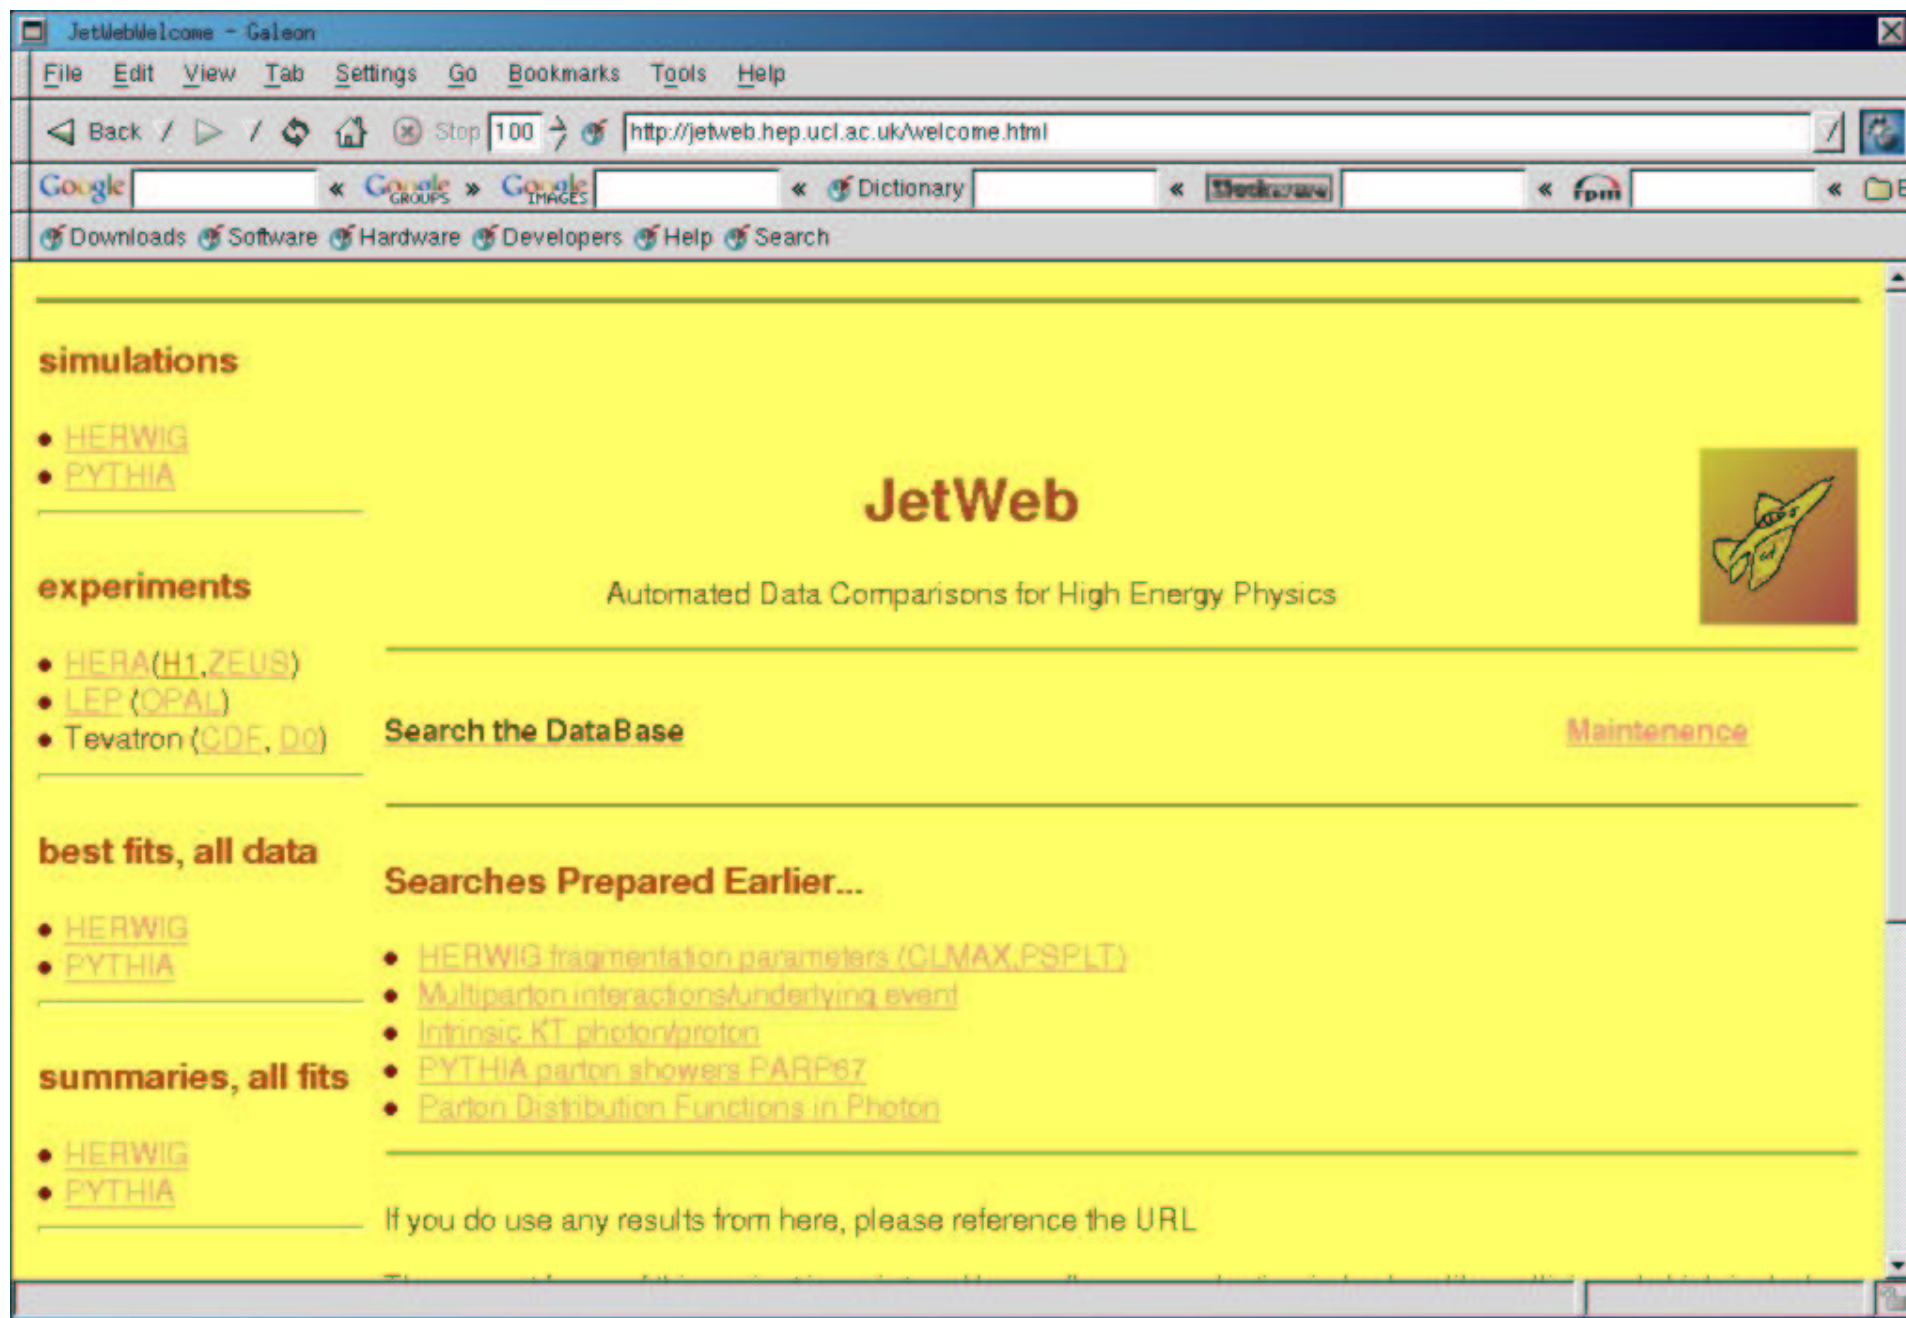 JetWebWelcome - Galeon
File Edit View Tab Settings Go Bookmarks Tools Help
Back Stop 100 http://jetweb.hep.ucl.ac.uk/welcome.html
Google « Google GROUPS » Google IMAGES « Dictionary « « rpm «
Downloads Software Hardware Developers Help Search
simulations
• HERWIG
• PYTHIA
experiments
• HERA(H1,ZEUS)
• LEP (OPAL)
• Tevatron (CDF, D0)
best fits, all data
• HERWIG
• PYTHIA
summaries, all fits
• HERWIG
• PYTHIA
JetWeb
Automated Data Comparisons for High Energy Physics
Search the DataBase Maintenence
Searches Prepared Earlier...
• HERWIG fragmentation parameters (CLMAX,PSPLT)
• Multiparton interactions/underlying event
• Intrinsic KT photon/proton
• PYTHIA parton showers PARP67
• Parton Distribution Functions in Photon
If you do use any results from here, please reference the URL